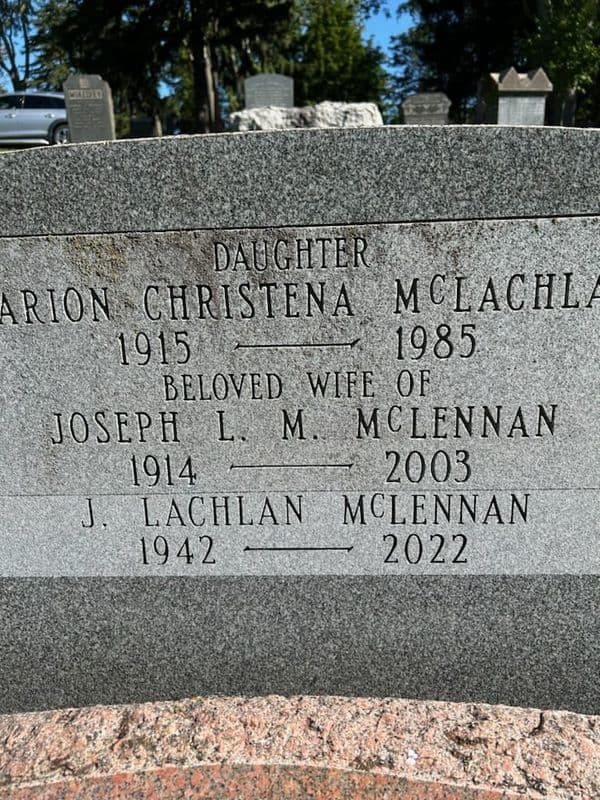 DAUGHTER
ARION CHRISTENA MCLACHLA
1915 — 1985
BELOVED WIFE OF
JOSEPH L. M. MCLENNAN
1914 — 2003
J. LACHLAN MCLENNAN
1942 — 2022